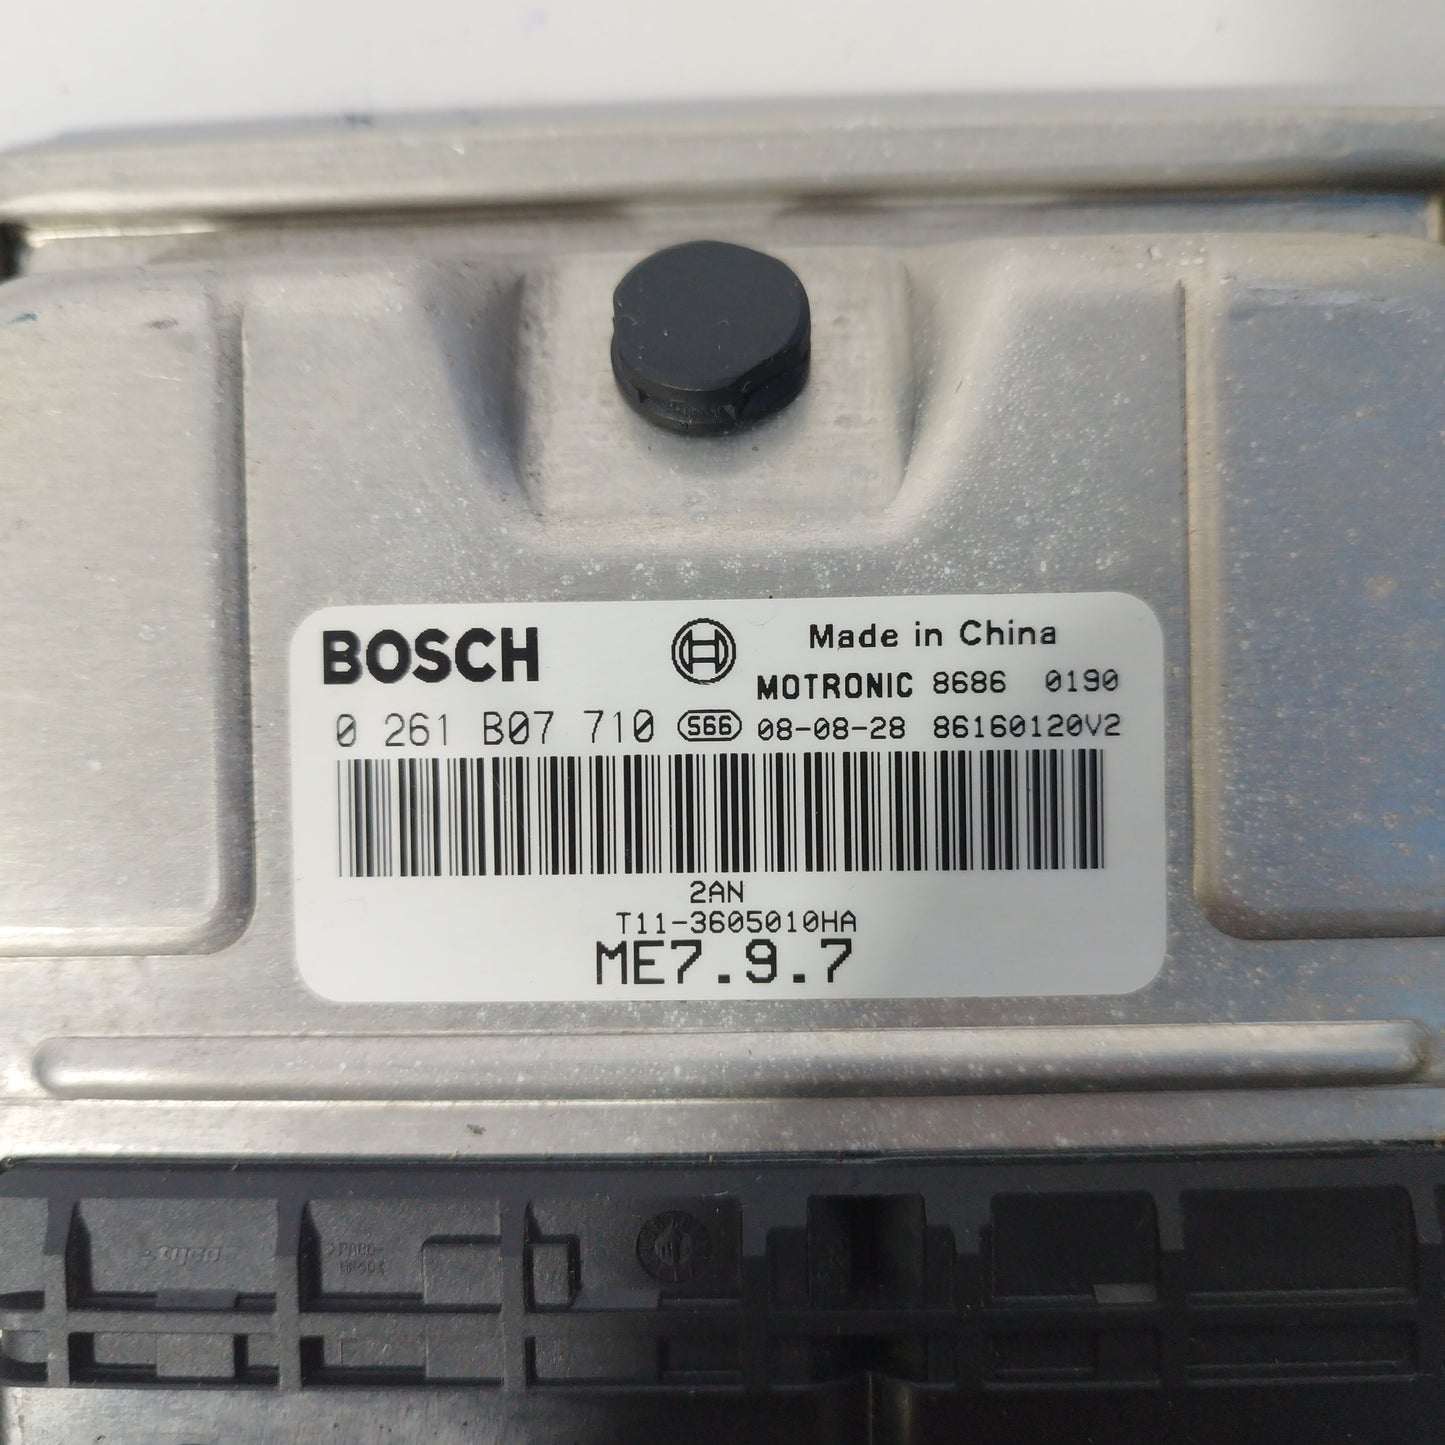 BOSCH
Made in China
MOTRONIC 8686 0190
0 261 B07 710 S66 08-08-28 86160120V2
2AN
T11-3605010HA
ME7.9.7